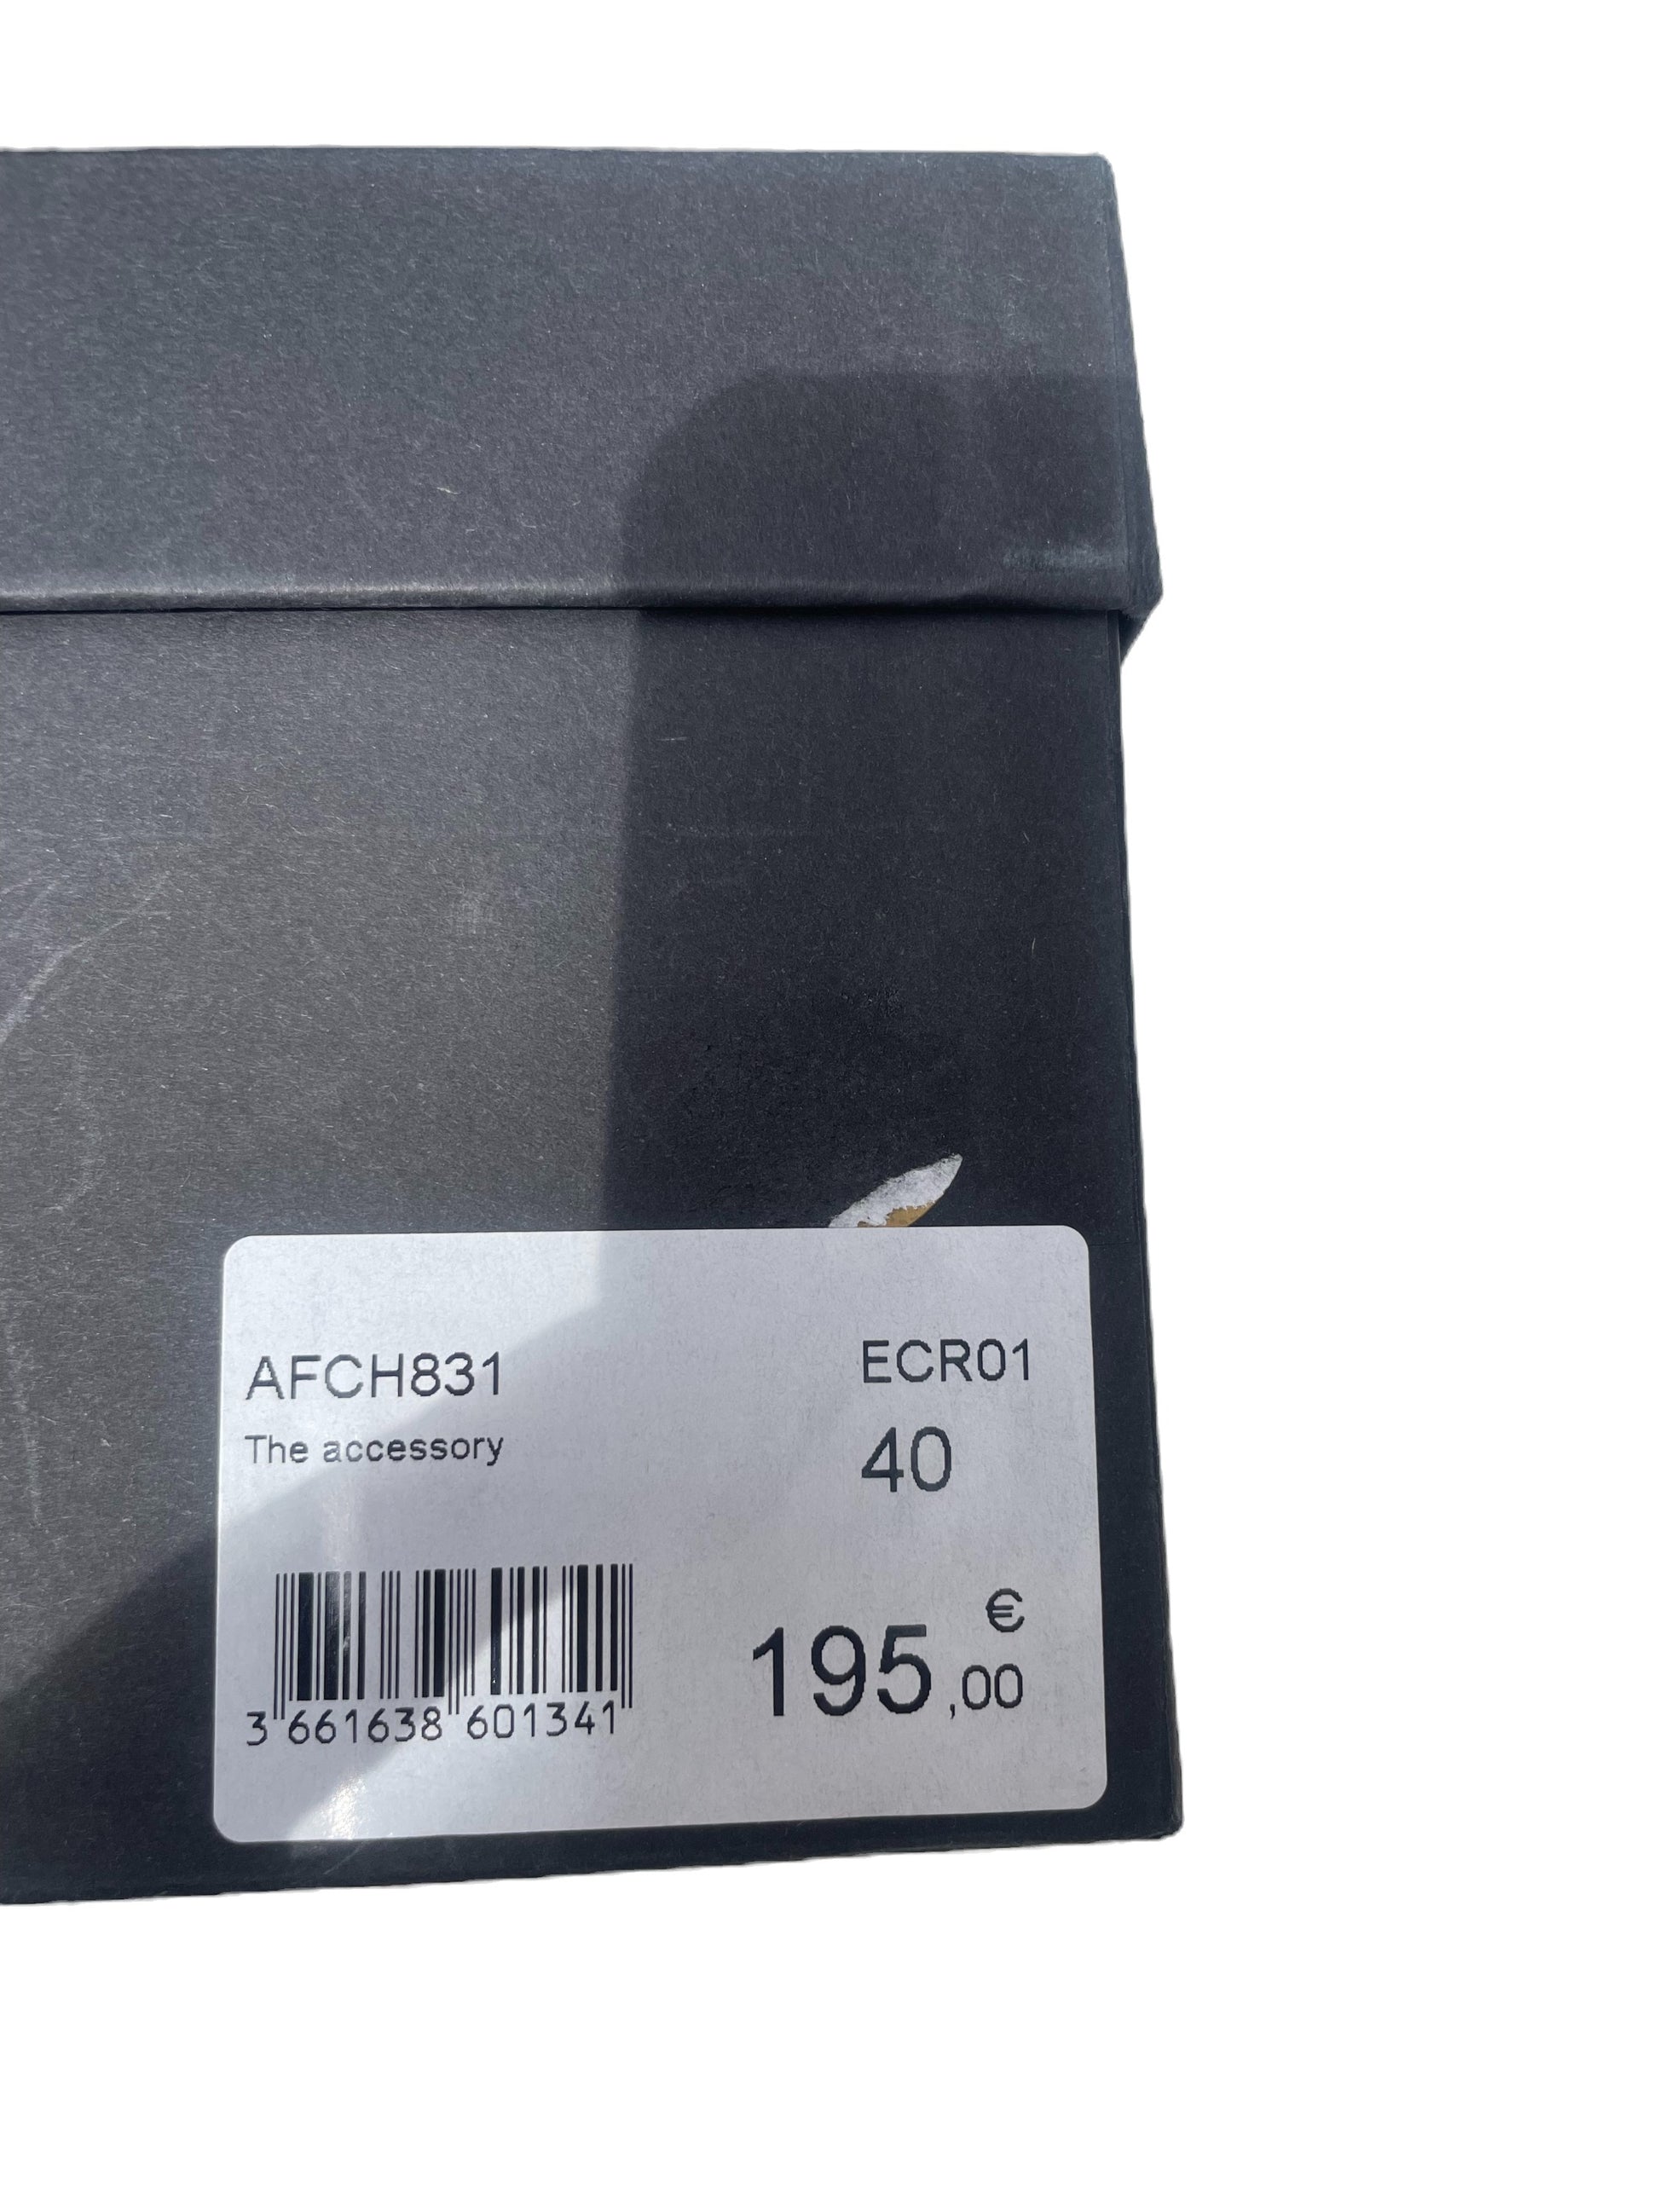 AFCH831 ECR01
The accessory 40
€
195,00
3 661638 601341